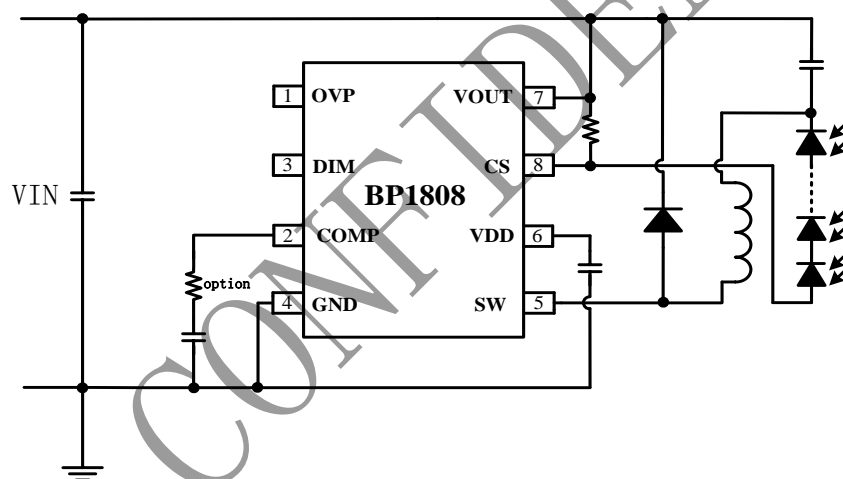 1 OVP VOUT 7
3 DIM CS 8
BP1808
VIN
2 COMP VDD 6
option
4 GND SW 5
CONFIDE